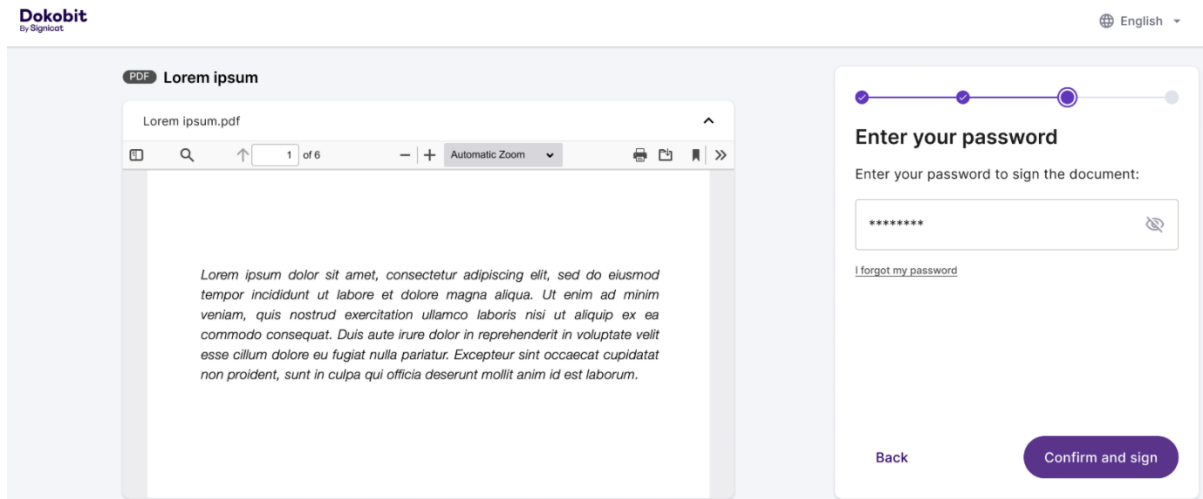 Dokobit
By Signicat
English
PDF Lorem ipsum
Lorem ipsum.pdf
1 of 6
Automatic Zoom
Lorem ipsum dolor sit amet, consectetur adipiscing elit, sed do eiusmod
tempor incididunt ut labore et dolore magna aliqua. Ut enim ad minim
veniam, quis nostrud exercitation ullamco laboris nisi ut aliquip ex ea
commodo consequat. Duis aute irure dolor in reprehenderit in voluptate velit
esse cillum dolore eu fugiat nulla pariatur. Excepteur sint occaecat cupidatat
non proident, sunt in culpa qui officia deserunt mollit anim id est laborum.
Enter your password
Enter your password to sign the document:
********
I forgot my password
Back
Confirm and sign